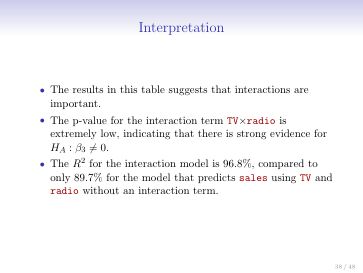 Interpretation
• The results in this table suggests that interactions are
important.
• The p-value for the interaction term TV×radio is
extremely low, indicating that there is strong evidence for
H_A : β_3 ≠ 0.
• The R² for the interaction model is 96.8%, compared to
only 89.7% for the model that predicts sales using TV and
radio without an interaction term.
38 / 48